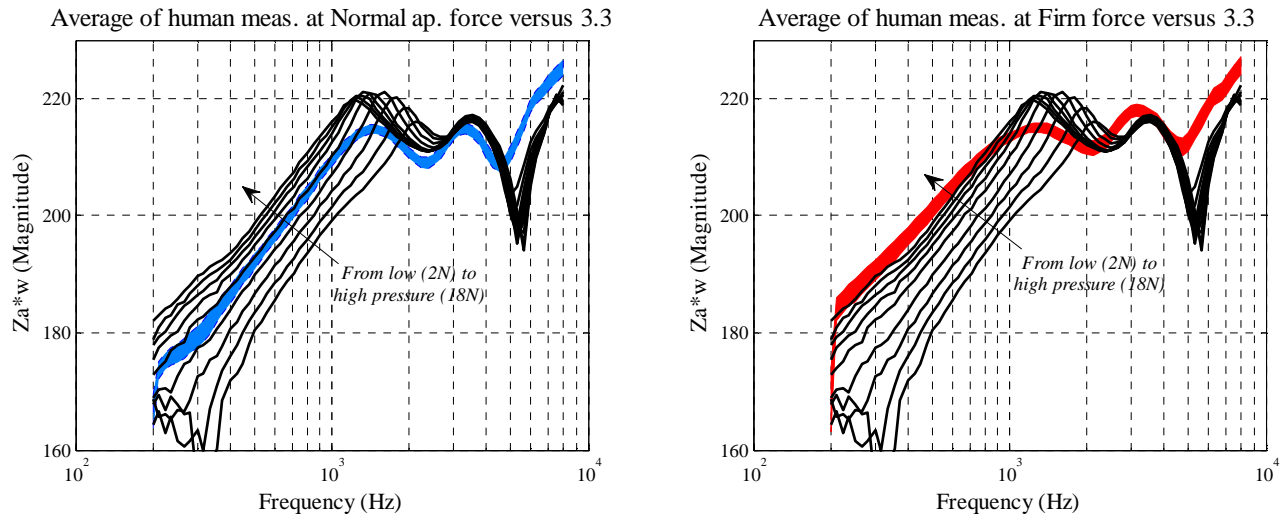 Average of human meas. at Normal ap. force versus 3.3
220
200
180
160
Za*w (Magnitude)
From low (2N) to
high pressure (18N)
10^2
10^3
10^4
Frequency (Hz)
Average of human meas. at Firm force versus 3.3
220
200
180
160
Za*w (Magnitude)
From low (2N) to
high pressure (18N)
10^2
10^3
10^4
Frequency (Hz)